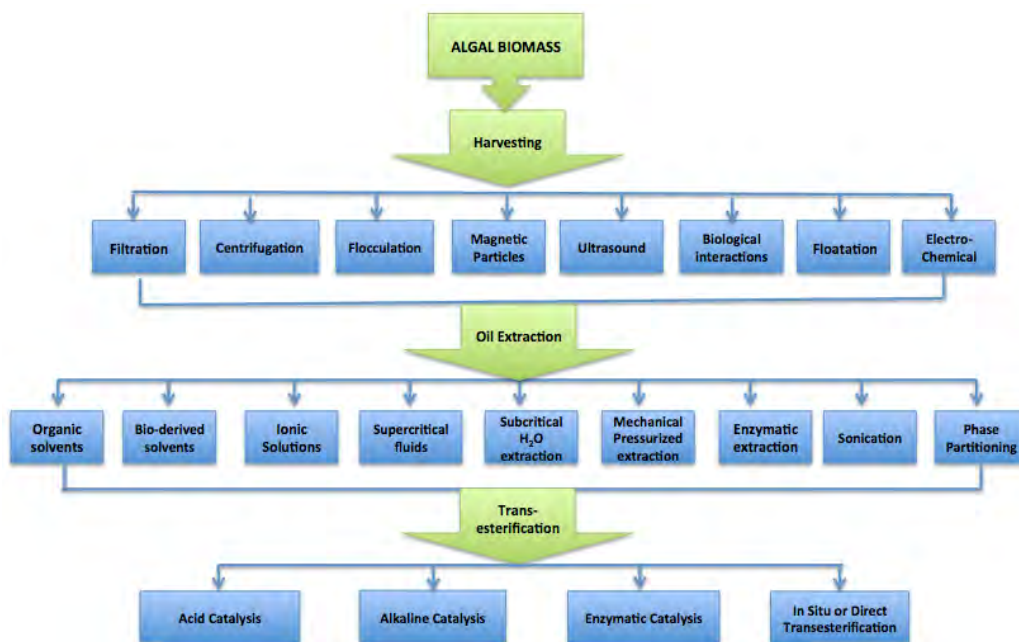 ALGAL BIOMASS
Harvesting
Filtration
Centrifugation
Flocculation
Magnetic
Particles
Ultrasound
Biological
interactions
Floatation
Electro-
Chemical
Oil Extraction
Organic
solvents
Bio-derived
solvents
Ionic
Solutions
Supercritical
fluids
Subcritical
H₂O
extraction
Mechanical
Pressurized
extraction
Enzymatic
extraction
Sonication
Phase
Partitioning
Trans-
esterification
Acid Catalysis
Alkaline Catalysis
Enzymatic Catalysis
In Situ or Direct
Transesterification